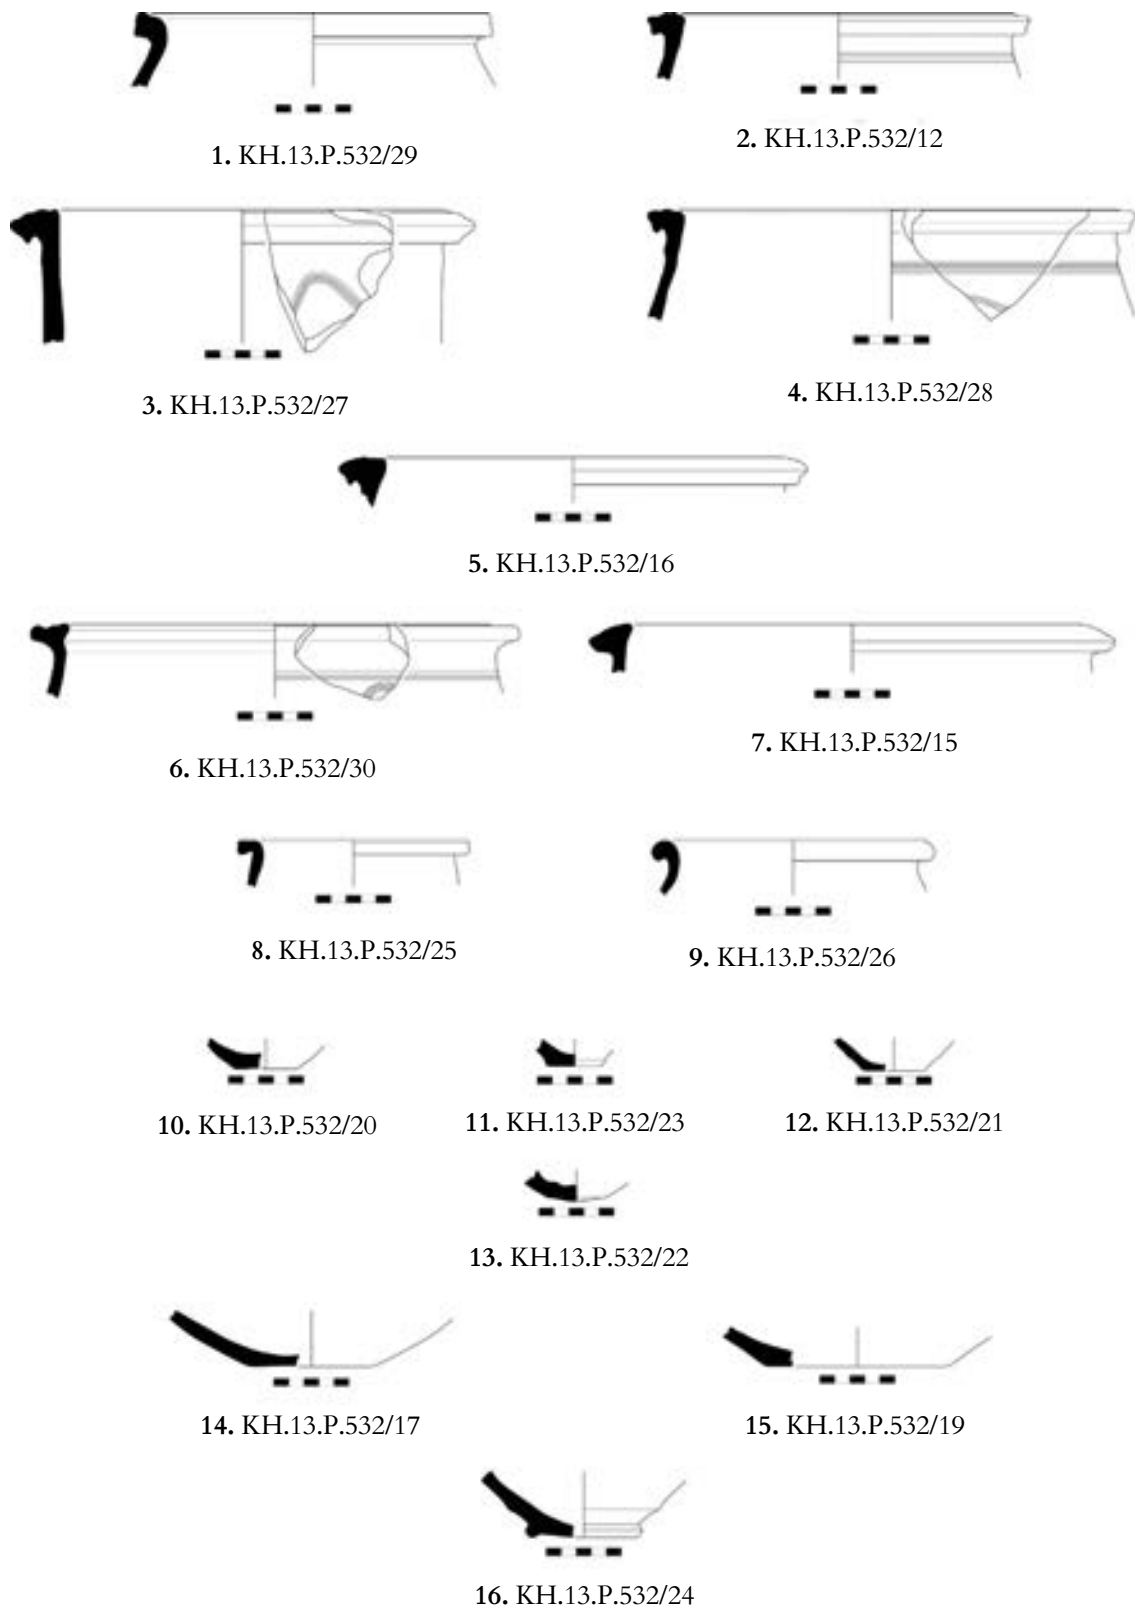 1. KH.13.P.532/29
2. KH.13.P.532/12
3. KH.13.P.532/27
4. KH.13.P.532/28
5. KH.13.P.532/16
6. KH.13.P.532/30
7. KH.13.P.532/15
8. KH.13.P.532/25
9. KH.13.P.532/26
10. KH.13.P.532/20
11. KH.13.P.532/23
12. KH.13.P.532/21
13. KH.13.P.532/22
14. KH.13.P.532/17
15. KH.13.P.532/19
16. KH.13.P.532/24